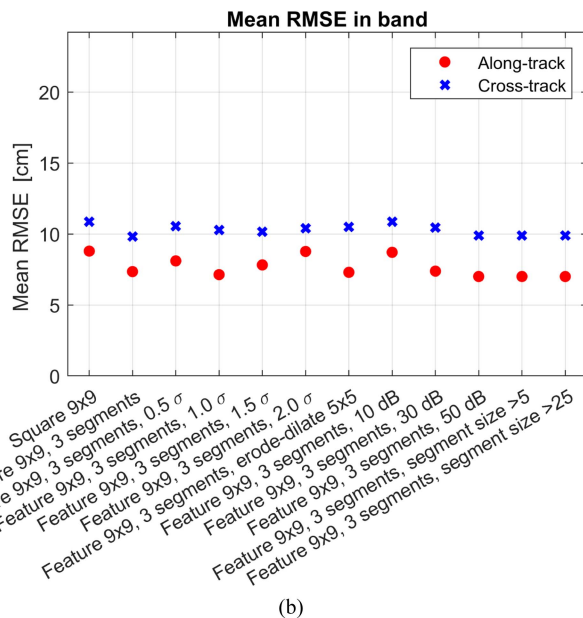 Mean RMSE in band
Along-track
Cross-track
Mean RMSE [cm]
20
15
10
5
0
Square 9x9
re 9x9, 3 segments
re 9x9, 3 segments, 0.5 σ
Feature 9x9, 3 segments, 1.0 σ
Feature 9x9, 3 segments, 1.5 σ
Feature 9x9, 3 segments, 2.0 σ
Feature 9x9, 3 segments, erode-dilate 5x5
Feature 9x9, 3 segments, 10 dB
Feature 9x9, 3 segments, 30 dB
Feature 9x9, 3 segments, 50 dB
Feature 9x9, 3 segments, segment size >5
Feature 9x9, 3 segments, segment size >25
(b)